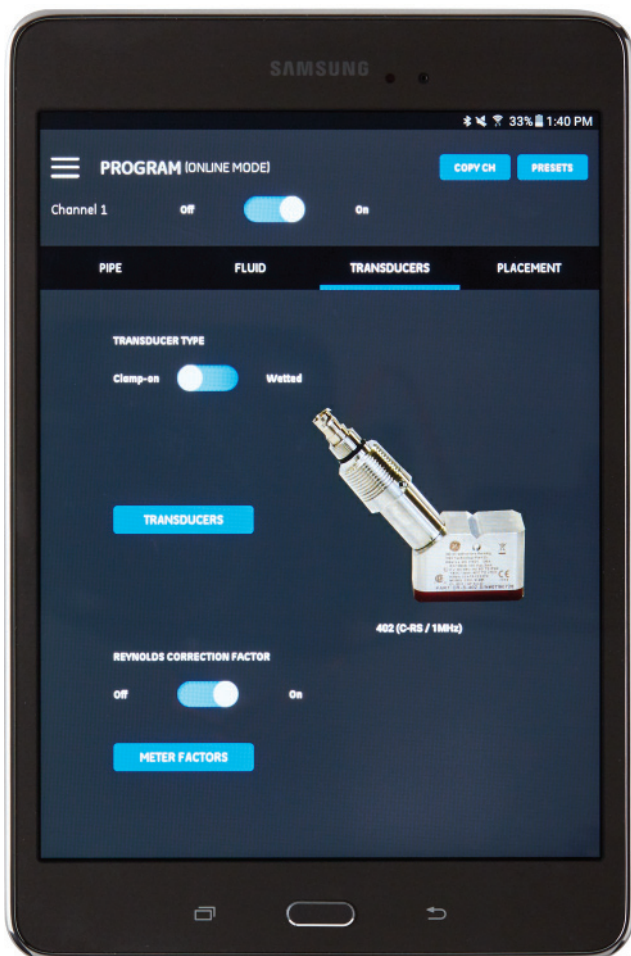 SAMSUNG
33% 1:40 PM
PROGRAM (ONLINE MODE)
COPY CH
PRESETS
Channel 1 Off On
PIPE FLUID TRANSDUCERS PLACEMENT
TRANSDUCER TYPE
Clamp-on Wetted
TRANSDUCERS
402 (C-RS / 1MHz)
REYNOLDS CORRECTION FACTOR
Off On
METER FACTORS